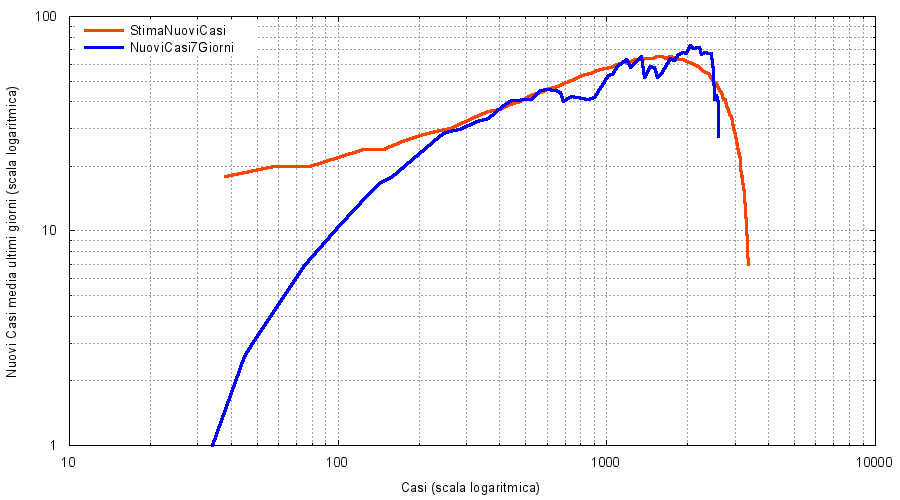 100
StimaNuoviCasi
NuoviCasi7Giorni
Nuovi Casi media ultimi giorni (scala logaritmica)
10
1
10
100
1000
10000
Casi (scala logaritmica)